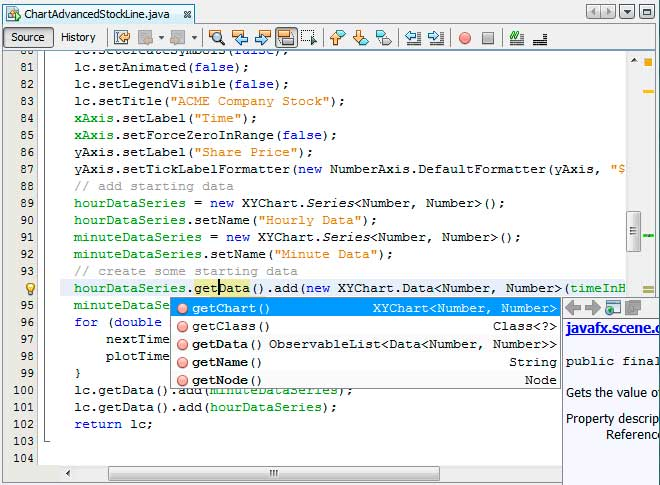 ChartAdvancedStockLine.java
Source History
80 lc.setCreateSymbols(false);
81 lc.setAnimated(false);
82 lc.setLegendVisible(false);
83 lc.setTitle("ACME Company Stock");
84 xAxis.setLabel("Time");
85 xAxis.setForceZeroInRange(false);
86 yAxis.setLabel("Share Price");
87 yAxis.setTickLabelFormatter(new NumberAxis.DefaultFormatter(yAxis, "$
88 // add starting data
89 hourDataSeries = new XYChart.Series<Number, Number>();
90 hourDataSeries.setName("Hourly Data");
91 minuteDataSeries = new XYChart.Series<Number, Number>();
92 minuteDataSeries.setName("Minute Data");
93 // create some starting data
hourDataSeries.getData().add(new XYChart.Data<Number, Number>(timeInH
95 minuteDataSe
96 for (double
97 nextTime
98 plotTime
99 }
100 lc.getData().add(minuteDataSeries);
101 lc.getData().add(hourDataSeries);
102 return lc;
103
104
getChart() XYChart<Number, Number>
getClass() Class<?>
getData() ObservableList<Data<Number, Number>>
getName() String
getNode() Node
javafx.scene.c
public final
Gets the value of
Property descrip
Reference